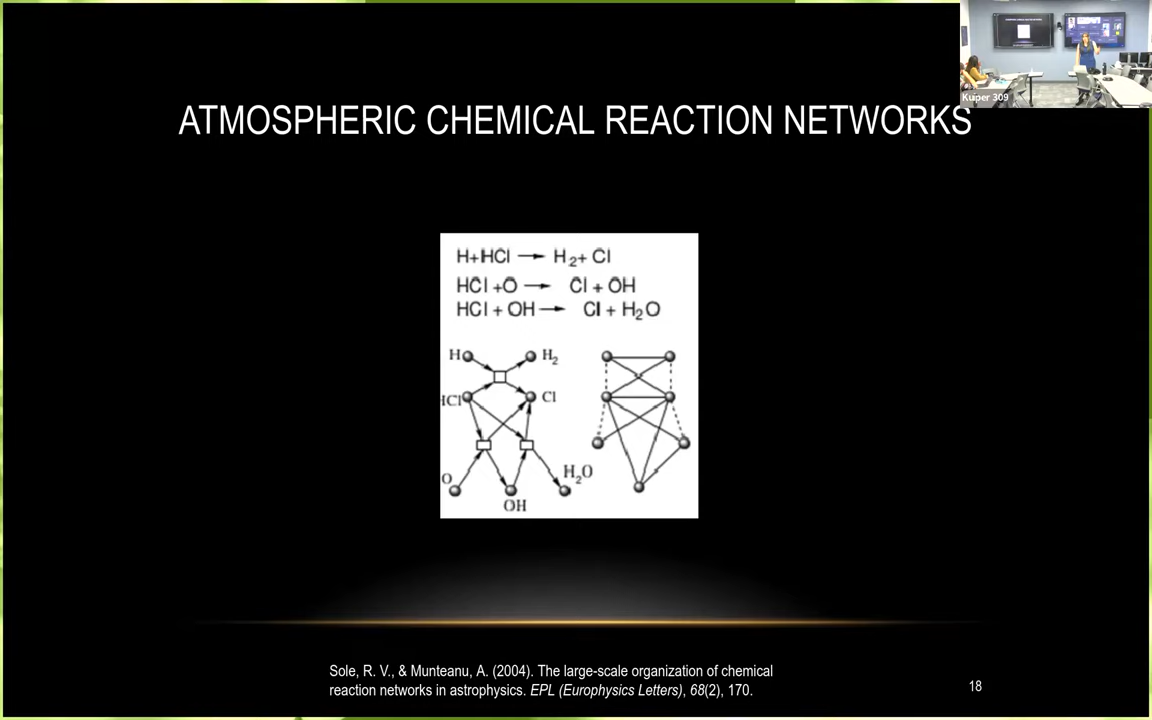 Kuiper 309
ATMOSPHERIC CHEMICAL REACTION NETWORKS
H+HCl → H₂+ Cl
HCl +O → Cl + OH
HCl + OH → Cl + H₂O
H
H₂
HCl
Cl
O
H₂O
OH
Sole, R. V., & Munteanu, A. (2004). The large-scale organization of chemical
reaction networks in astrophysics. EPL (Europhysics Letters), 68(2), 170.
18